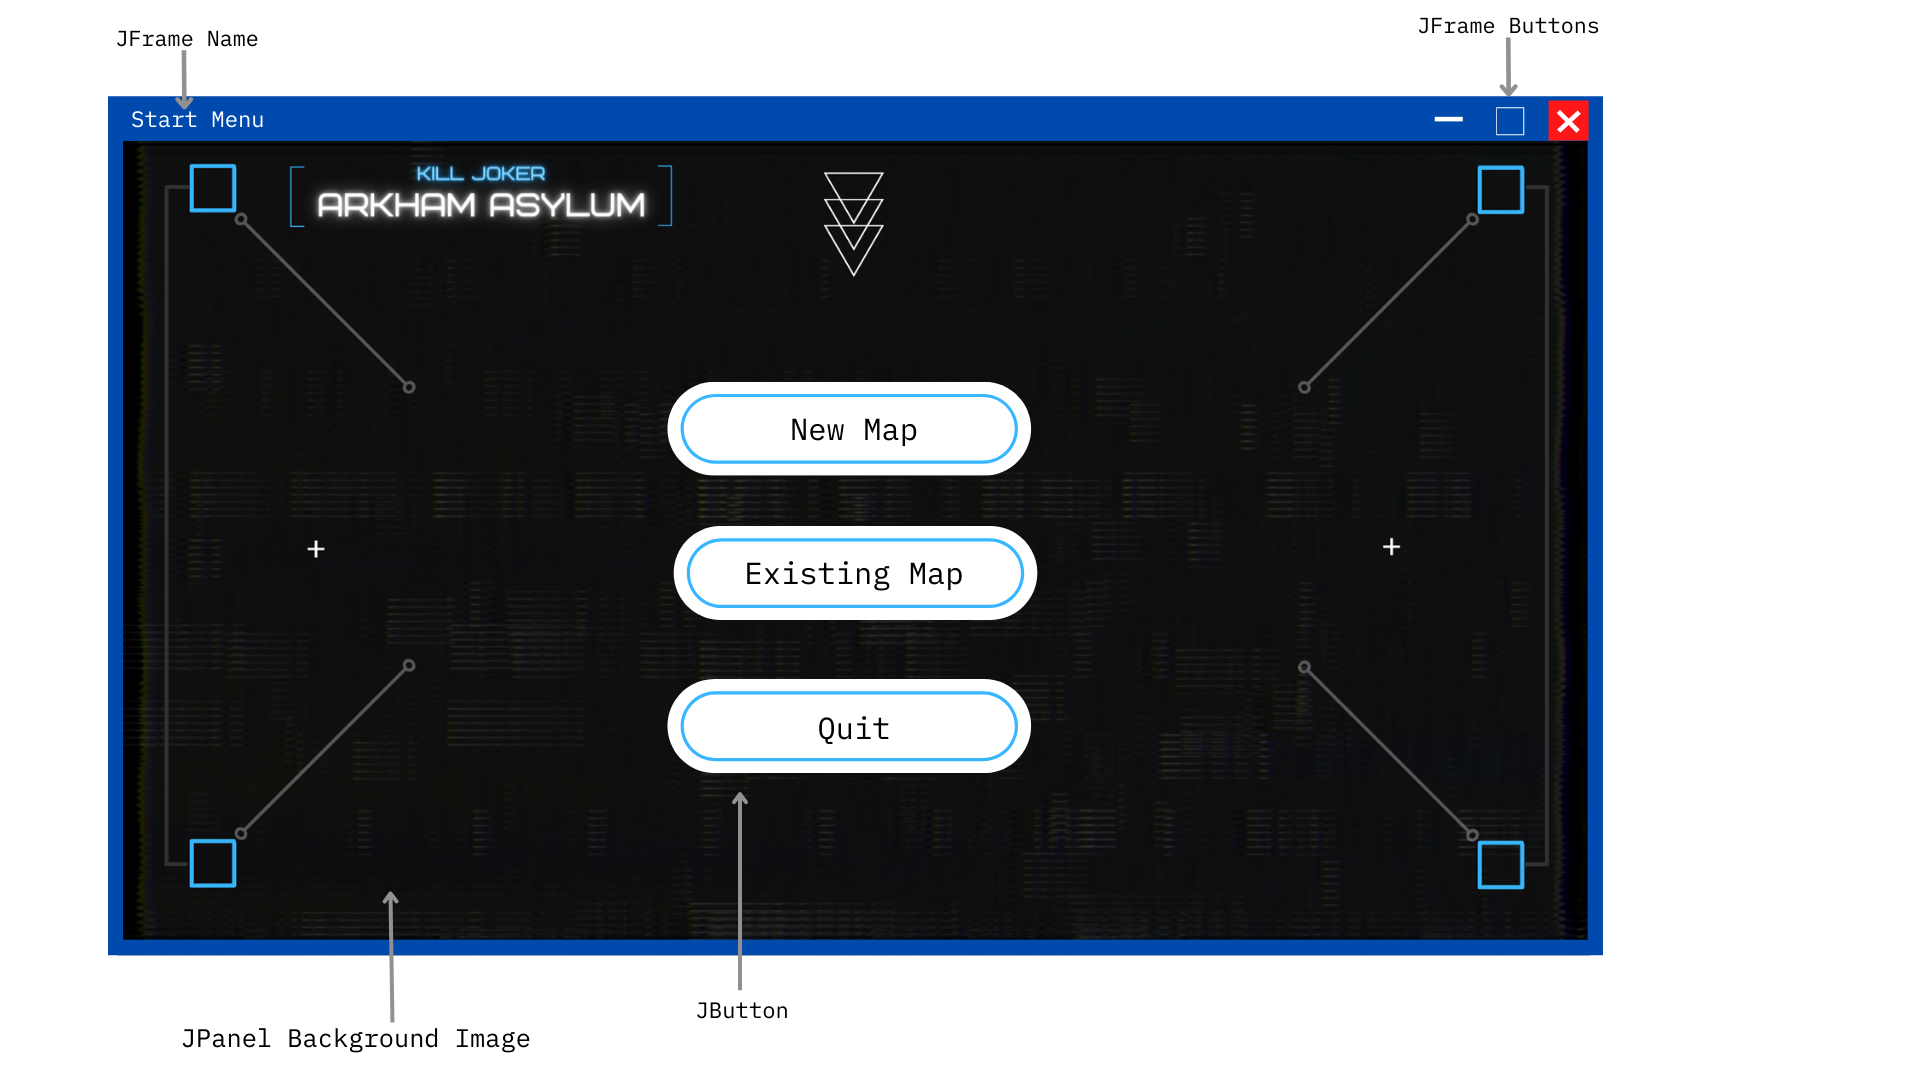 JFrame Name
JFrame Buttons
Start Menu
KILL JOKER
ARKHAM ASYLUM
New Map
Existing Map
Quit
JButton
JPanel Background Image